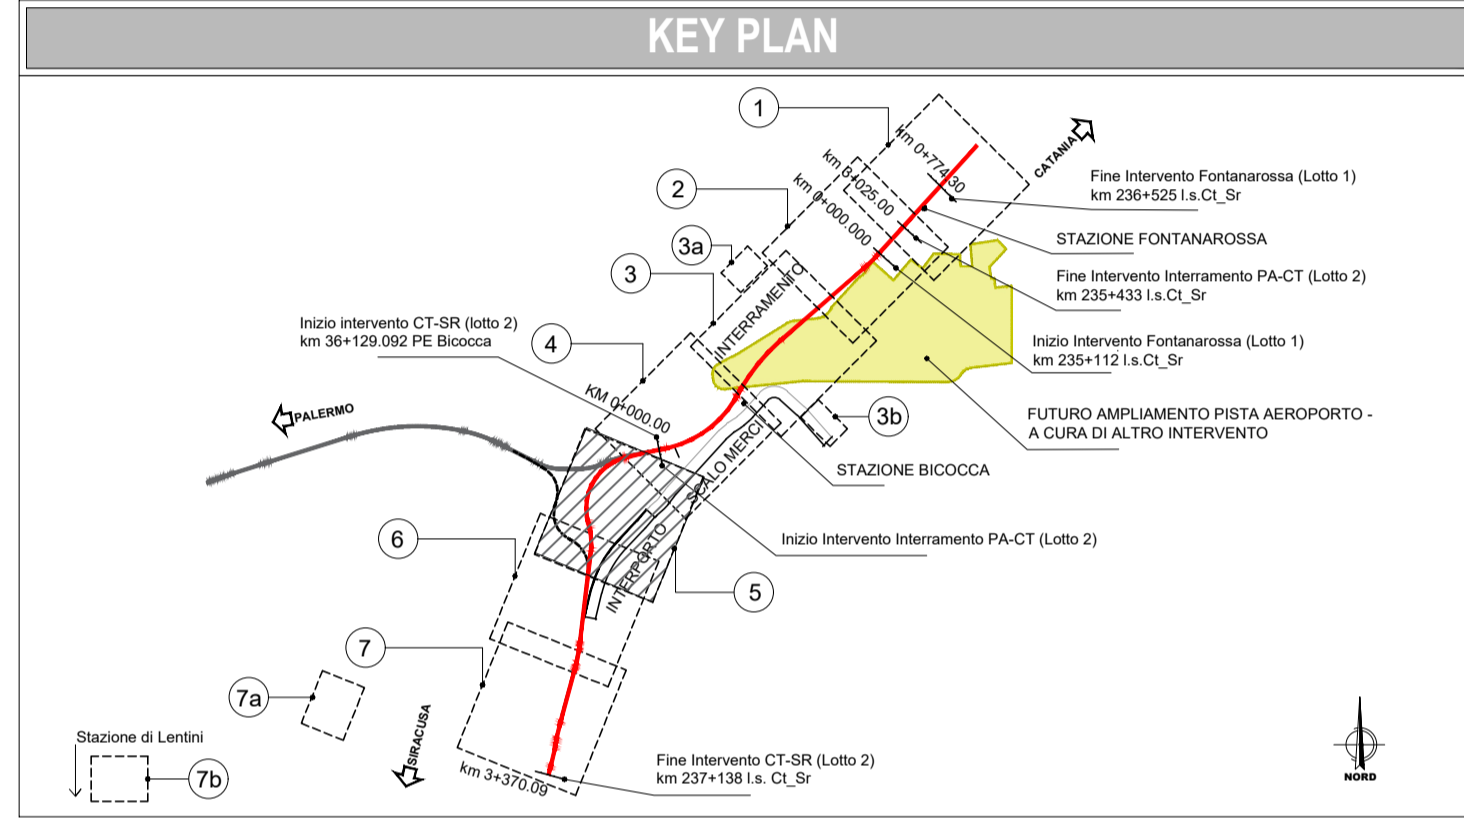 KEY PLAN
1
CATANIA
km 0+774.30
km 3+025.00
km 0+000.000
Fine Intervento Fontanarossa (Lotto 1)
km 236+525 l.s.Ct_Sr
2
STAZIONE FONTANAROSSA
3a
3
INTERRAMENTO
Fine Intervento Interramento PA-CT (Lotto 2)
km 235+433 l.s.Ct_Sr
Inizio intervento CT-SR (lotto 2)
km 36+129.092 PE Bicocca
4
Inizio Intervento Fontanarossa (Lotto 1)
km 235+112 l.s.Ct_Sr
KM 0+000.00
PALERMO
3b
FUTURO AMPLIAMENTO PISTA AEROPORTO -
A CURA DI ALTRO INTERVENTO
SCALO MERCI
STAZIONE BICOCCA
6
INTERPORTO
Inizio Intervento Interramento PA-CT (Lotto 2)
5
7
7a
SIRACUSA
Stazione di Lentini
7b
km 3+370.09
Fine Intervento CT-SR (Lotto 2)
km 237+138 l.s. Ct_Sr
NORD